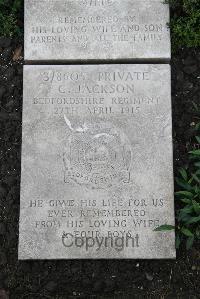 REMEMBERED BY
HIS LOVING WIFE AND SON
PARENTS AND ALL THE FAMILY
3/8605 PRIVATE
C. JACKSON
BEDFORDSHIRE REGIMENT
27TH APRIL 1915
HE GAVE HIS LIFE FOR US
EVER REMEMBERED
FROM HIS LOVING WIFE
& FOUR BOYS
Copyright